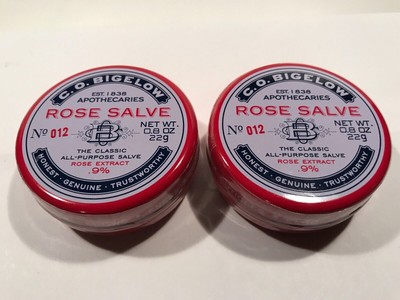 C. O. BIGELOW
EST. 1838
APOTHECARIES
ROSE SALVE
Nº 012
NET WT.
0.8 OZ
22g
THE CLASSIC
ALL-PURPOSE SALVE
ROSE EXTRACT
.9%
HONEST · GENUINE · TRUSTWORTHY
C. O. BIGELOW
EST. 1838
APOTHECARIES
ROSE SALVE
Nº 012
NET WT.
0.8 OZ
22g
THE CLASSIC
ALL-PURPOSE SALVE
ROSE EXTRACT
.9%
HONEST · GENUINE · TRUSTWORTHY